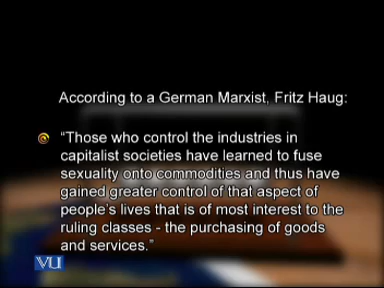 According to a German Marxist, Fritz Haug:
“Those who control the industries in
capitalist societies have learned to fuse
sexuality onto commodities and thus have
gained greater control of that aspect of
people’s lives that is of most interest to the
ruling classes - the purchasing of goods
and services.”
VU